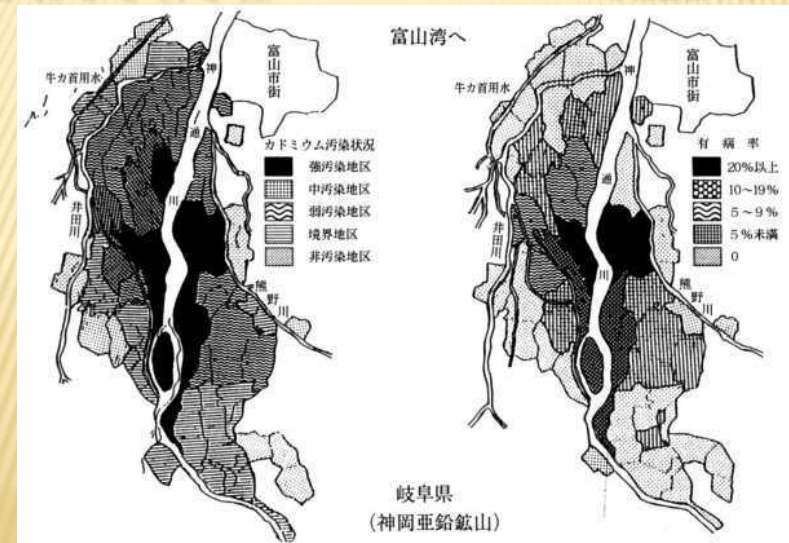 富山湾へ
富山市街
牛カ首用水
神
通
川
井田川
熊野川
カドミウム汚染状況
強汚染地区
中汚染地区
弱汚染地区
境界地区
非汚染地区
富山市街
牛カ首用水
神
通
川
井田川
熊野川
有病率
20%以上
10〜19%
5〜9%
5%未満
0
岐阜県
(神岡亜鉛鉱山)